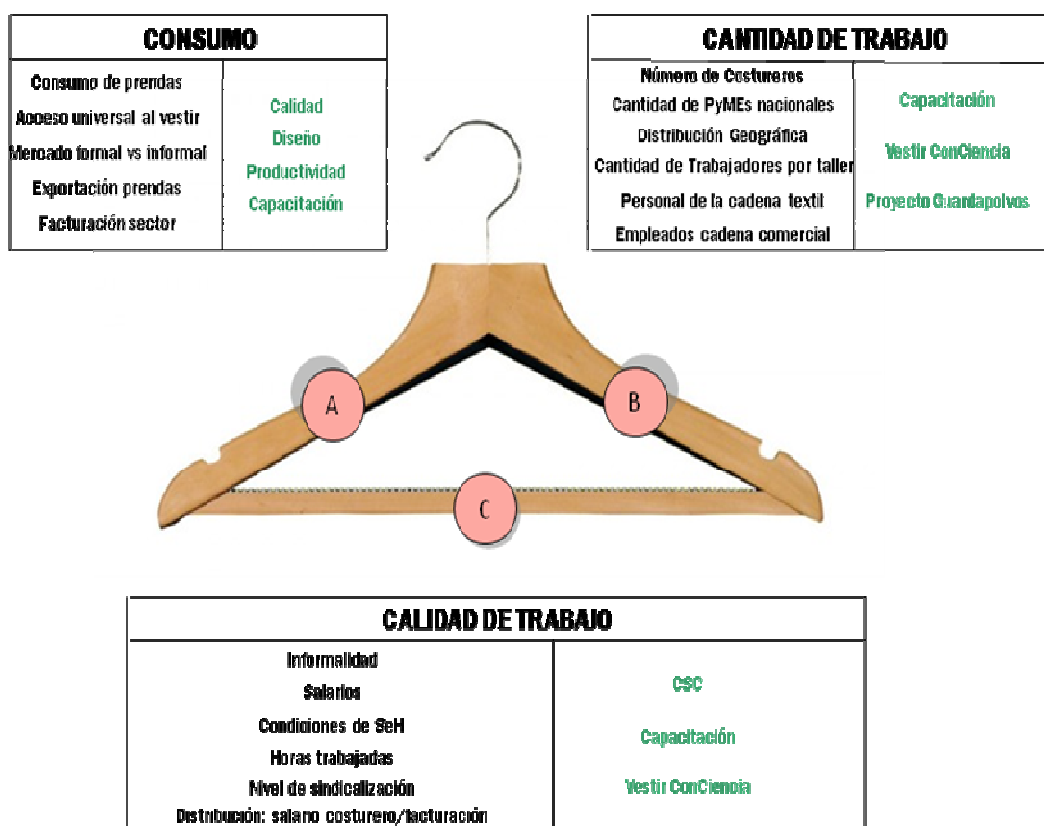 CONSUMO
Consumo de prendas
Acceso universal al vestir
Mercado formal vs informal
Exportación prendas
Facturación sector
Calidad
Diseño
Productividad
Capacitación
CANTIDAD DE TRABAJO
Número de Costureros
Cantidad de PyMEs nacionales
Distribución Geográfica
Cantidad de Trabajadores por taller
Personal de la cadena textil
Empleados cadena comercial
Capacitación
Vestir ConCiencia
Proyecto Guardapolvos
A
B
C
CALIDAD DE TRABAJO
Informalidad
Salarios
Condiciones de SeH
Horas trabajadas
Nivel de sindicalización
Distribución: salario costurero/facturación
CSC
Capacitación
Vestir ConCiencia